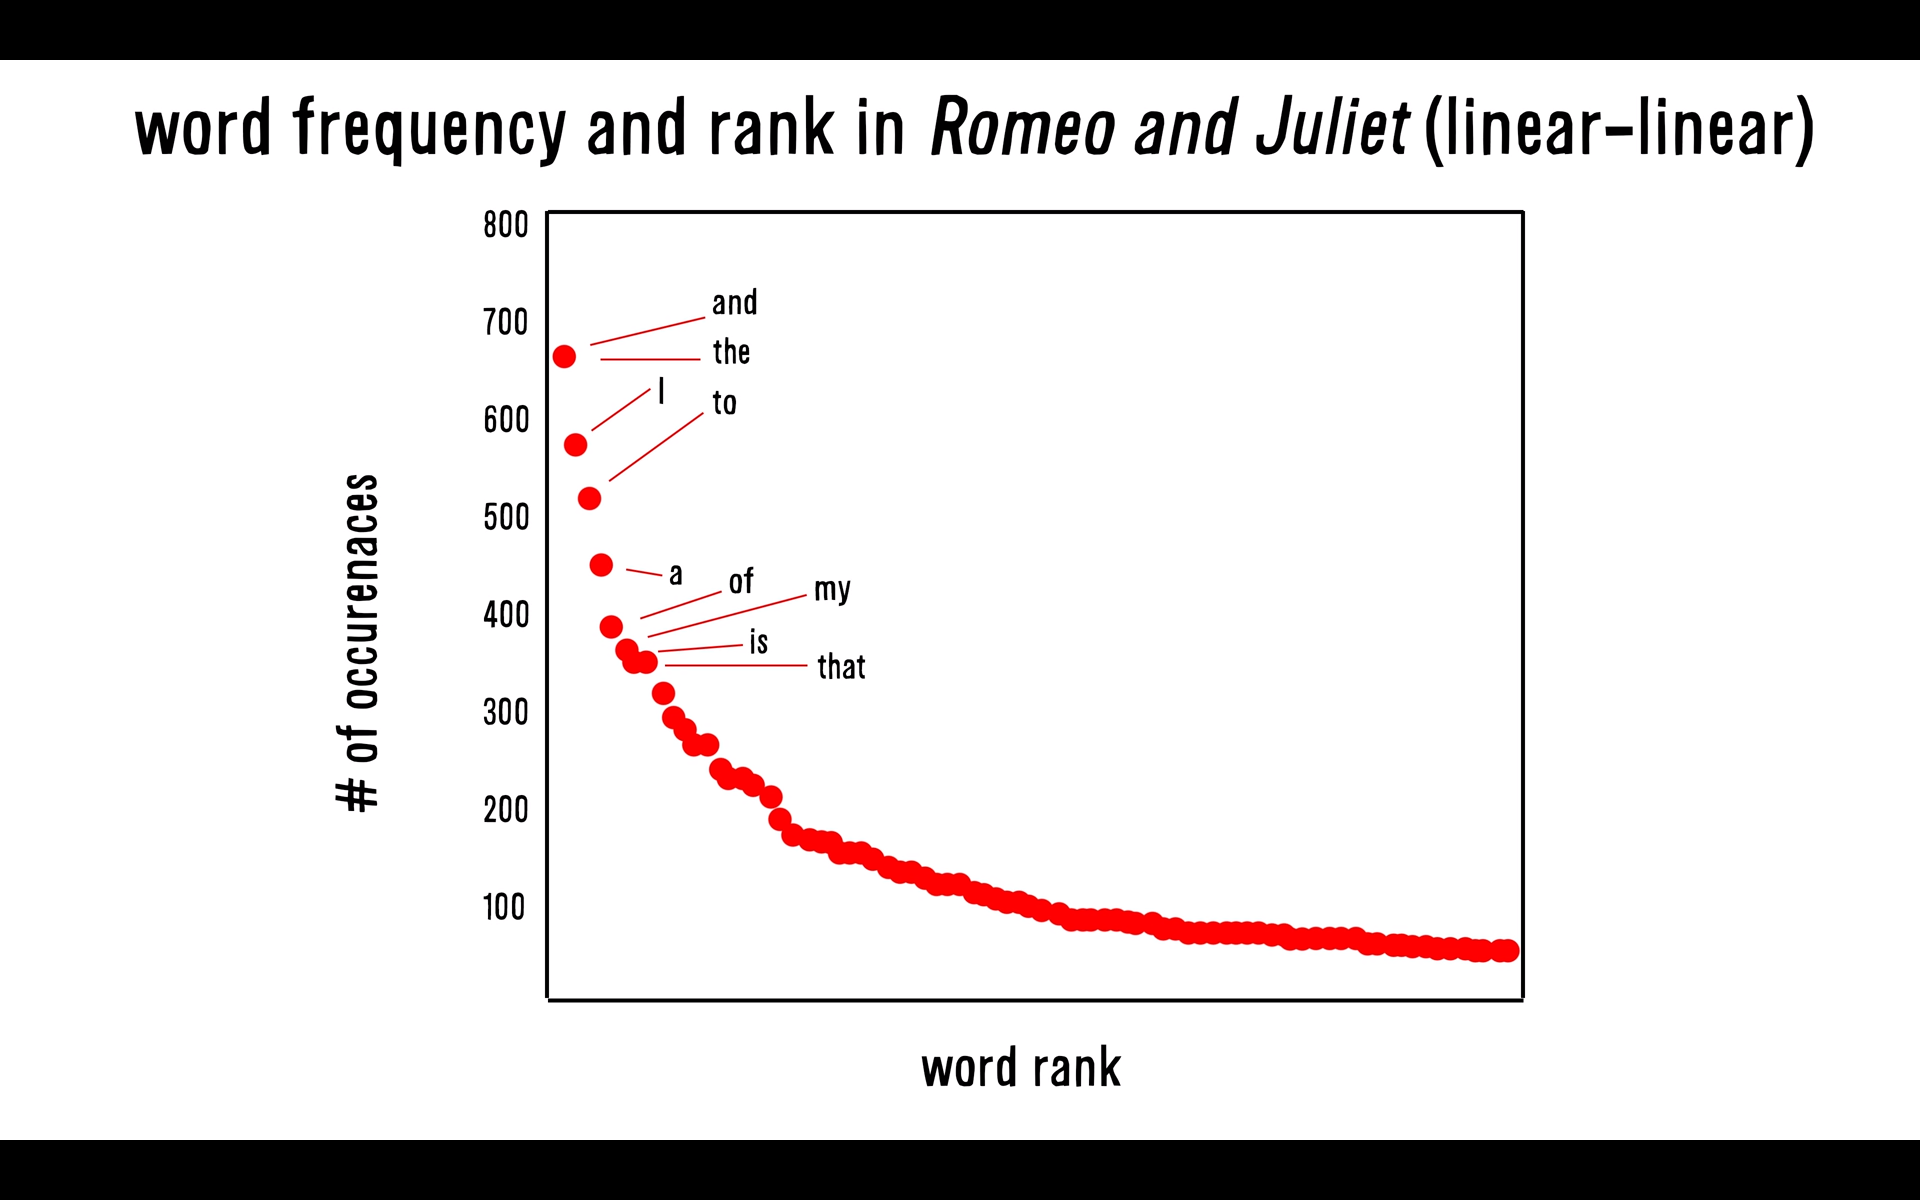 word frequency and rank in Romeo and Juliet (linear-linear)
800
700
600
500
400
300
200
100
and
the
I
to
a
of
my
is
that
# of occurenaces
word rank